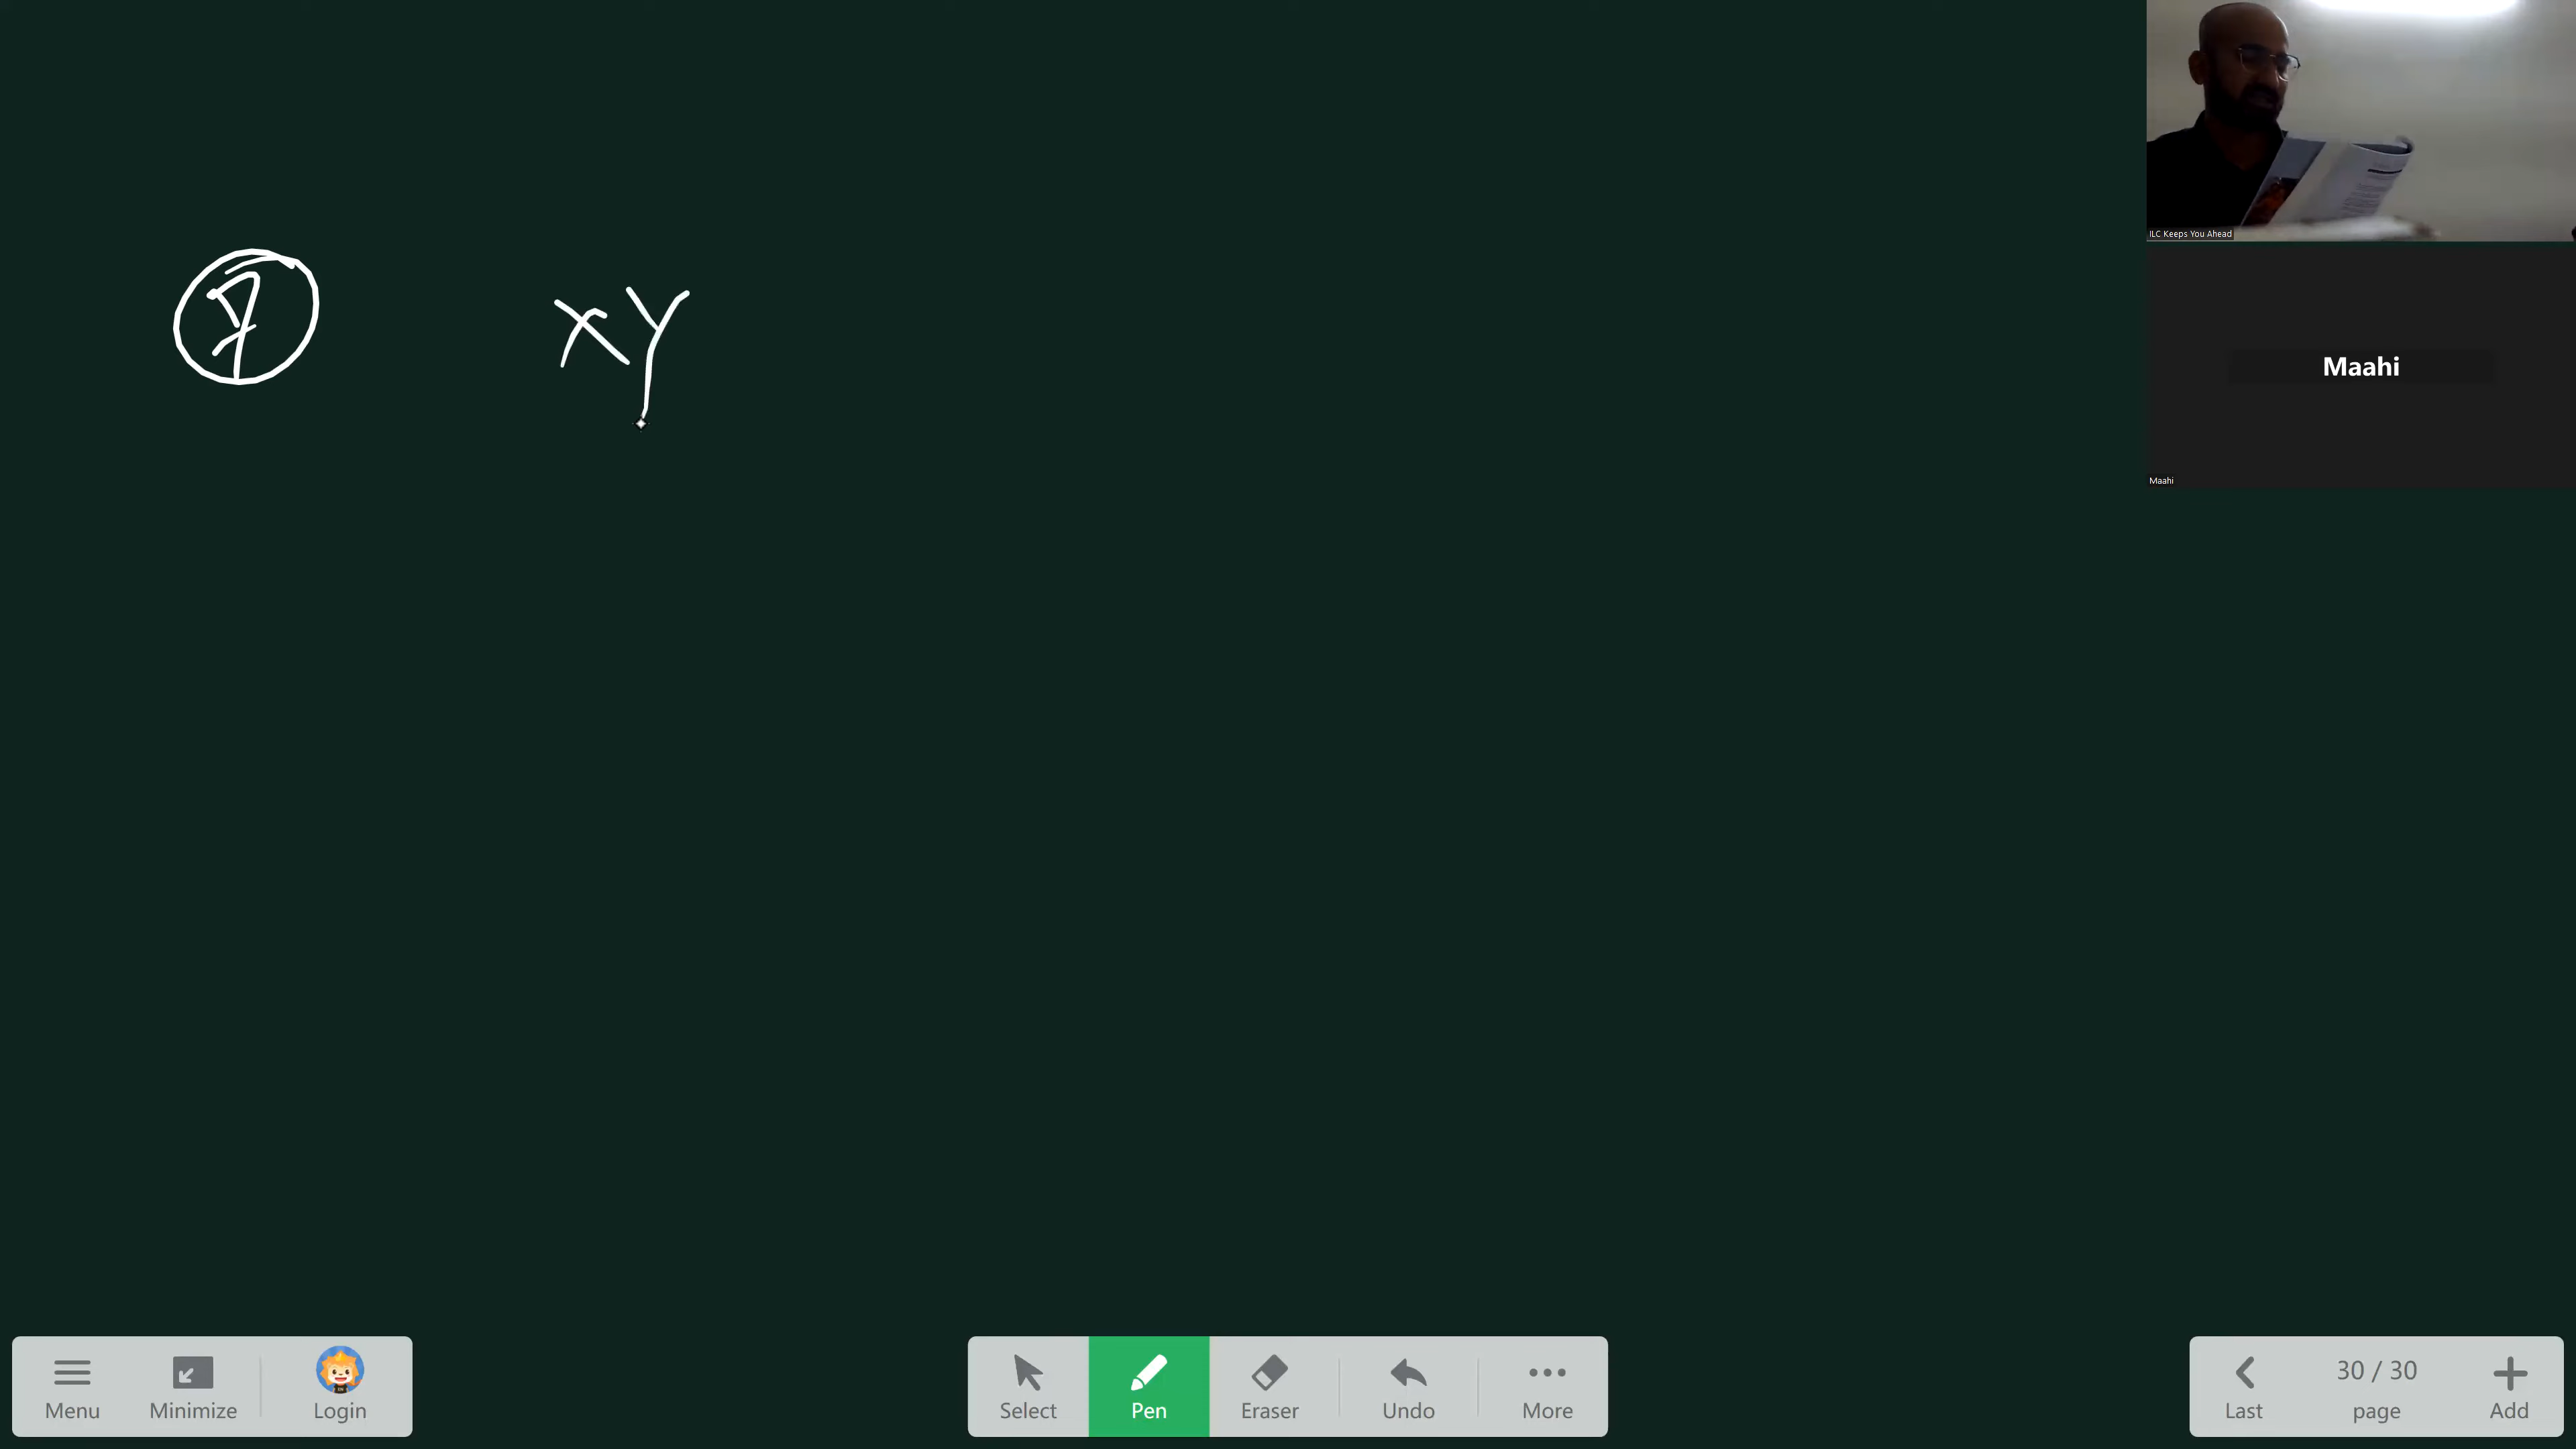 ILC Keeps You Ahead
7 XY
Maahi
Maahi
Menu Minimize Login Select Pen Eraser Undo More Last 30 / 30 page Add